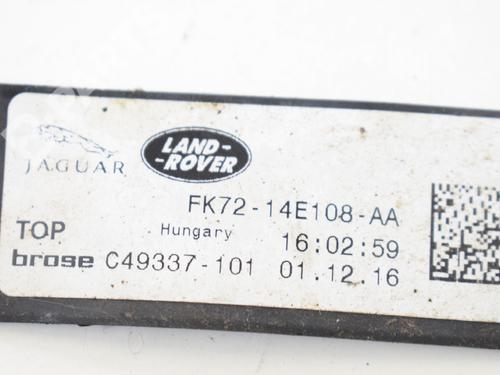 JAGUAR
LAND-
-ROVER
FK72-14E108-AA
TOP Hungary 16:02:59
brose C49337-101 01.12.16